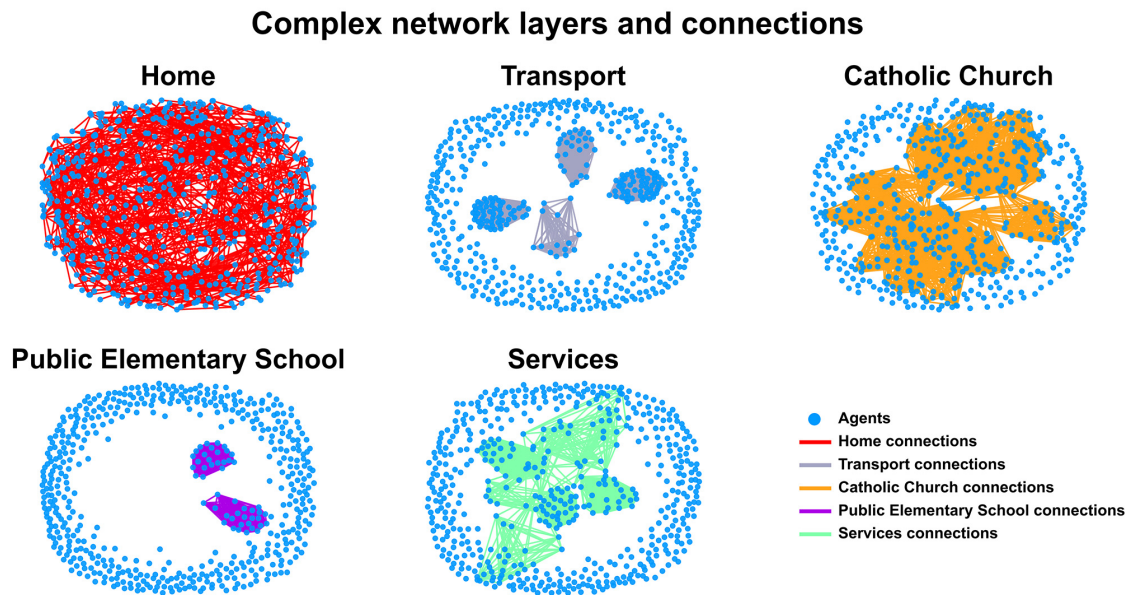 Complex network layers and connections
Home
Transport
Catholic Church
Public Elementary School
Services
Agents
Home connections
Transport connections
Catholic Church connections
Public Elementary School connections
Services connections